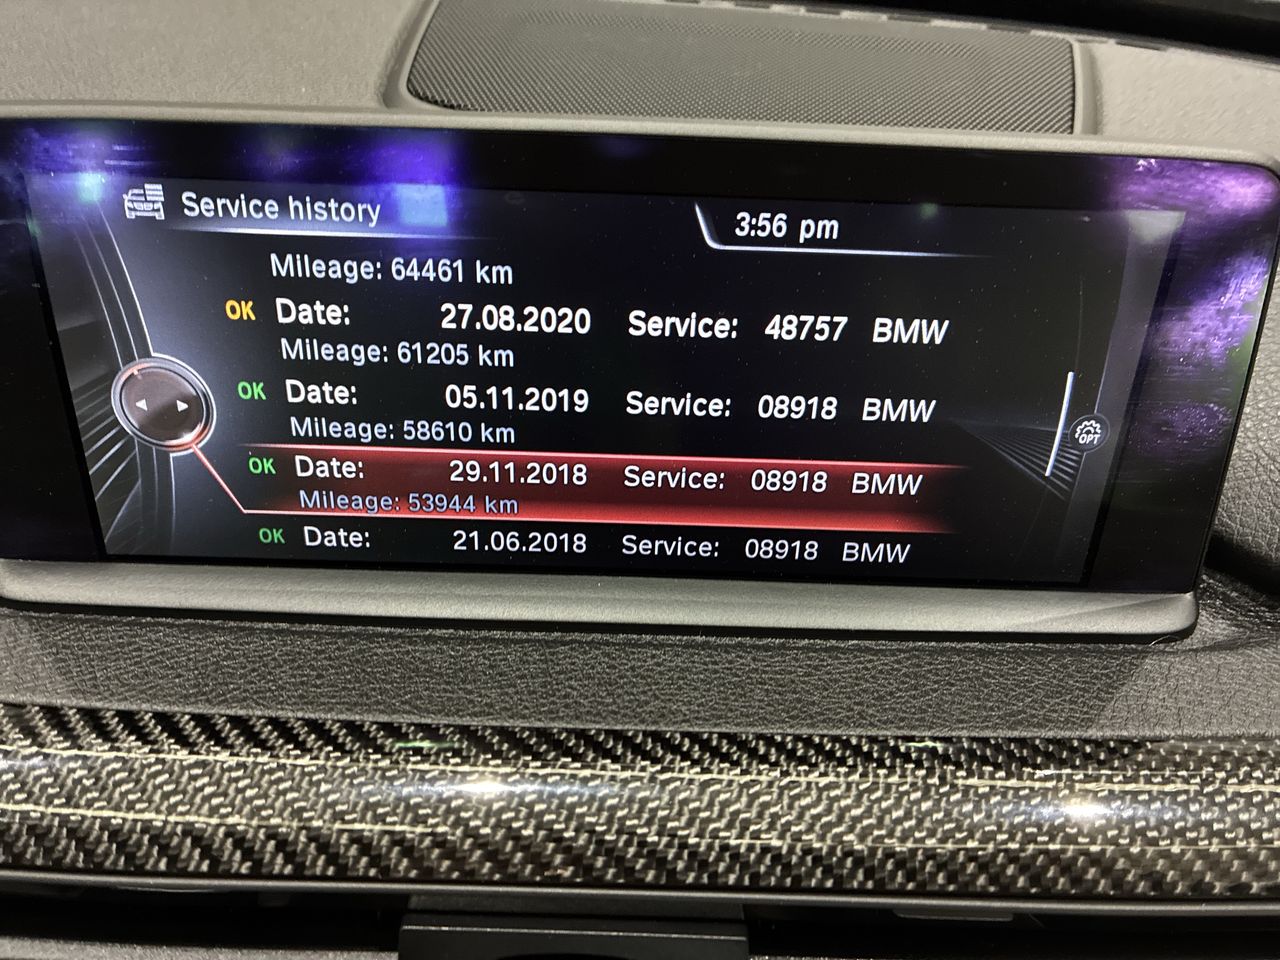 Service history
3:56 pm
Mileage: 64461 km
OK Date: 27.08.2020 Service: 48757 BMW
Mileage: 61205 km
OK Date: 05.11.2019 Service: 08918 BMW
Mileage: 58610 km
OK Date: 29.11.2018 Service: 08918 BMW
Mileage: 53944 km
OK Date: 21.06.2018 Service: 08918 BMW
OPT